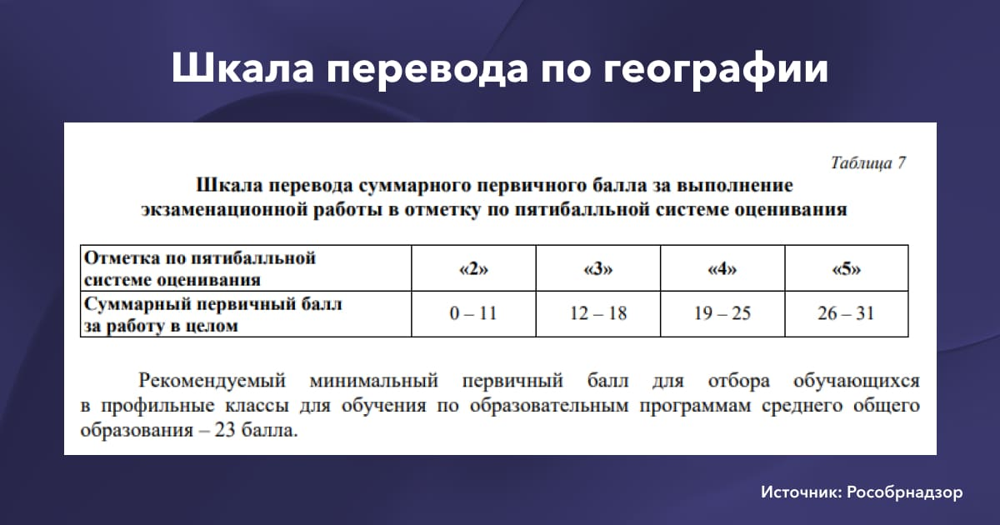 Шкала перевода по географии
Таблица 7
Шкала перевода суммарного первичного балла за выполнение
экзаменационной работы в отметку по пятибалльной системе оценивания
Отметка по пятибалльной
системе оценивания
«2»
«3»
«4»
«5»
Суммарный первичный балл
за работу в целом
0 – 11
12 – 18
19 – 25
26 – 31
Рекомендуемый минимальный первичный балл для отбора обучающихся
в профильные классы для обучения по образовательным программам среднего общего
образования – 23 балла.
Источник: Рособрнадзор